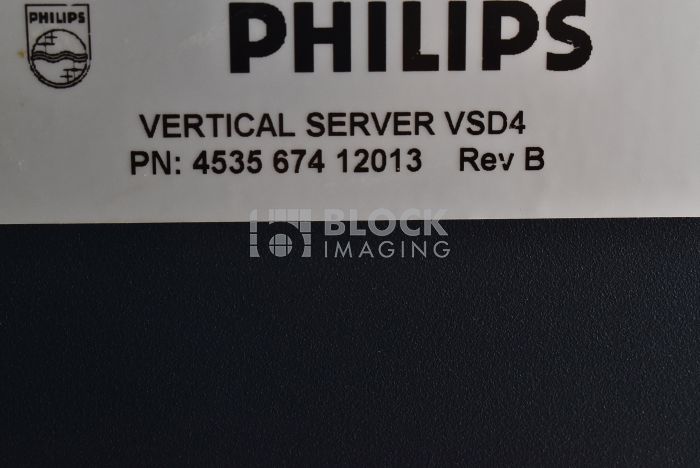 PHILIPS
PHILIPS
VERTICAL SERVER VSD4
PN: 4535 674 12013 Rev B
BLOCK
IMAGING